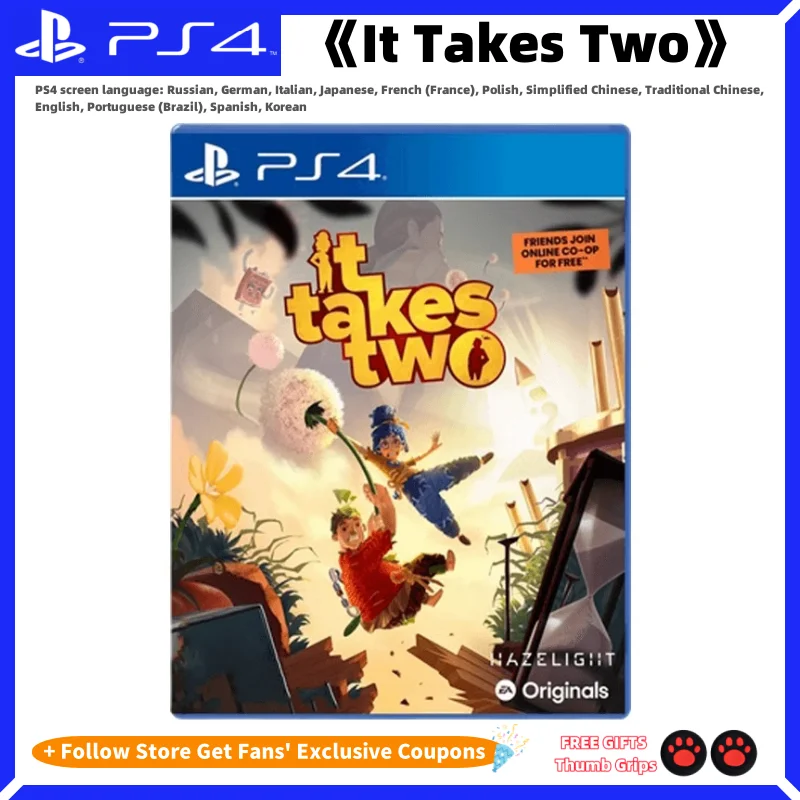 PS4™
《It Takes Two》
PS4 screen language: Russian, German, Italian, Japanese, French (France), Polish, Simplified Chinese, Traditional Chinese,
English, Portuguese (Brazil), Spanish, Korean
PS4
it
takes
two
FRIENDS JOIN
ONLINE CO-OP
FOR FREE**
HAZELIGHT
EA Originals
+ Follow Store Get Fans' Exclusive Coupons
FREE GIFTS
Thumb Grips